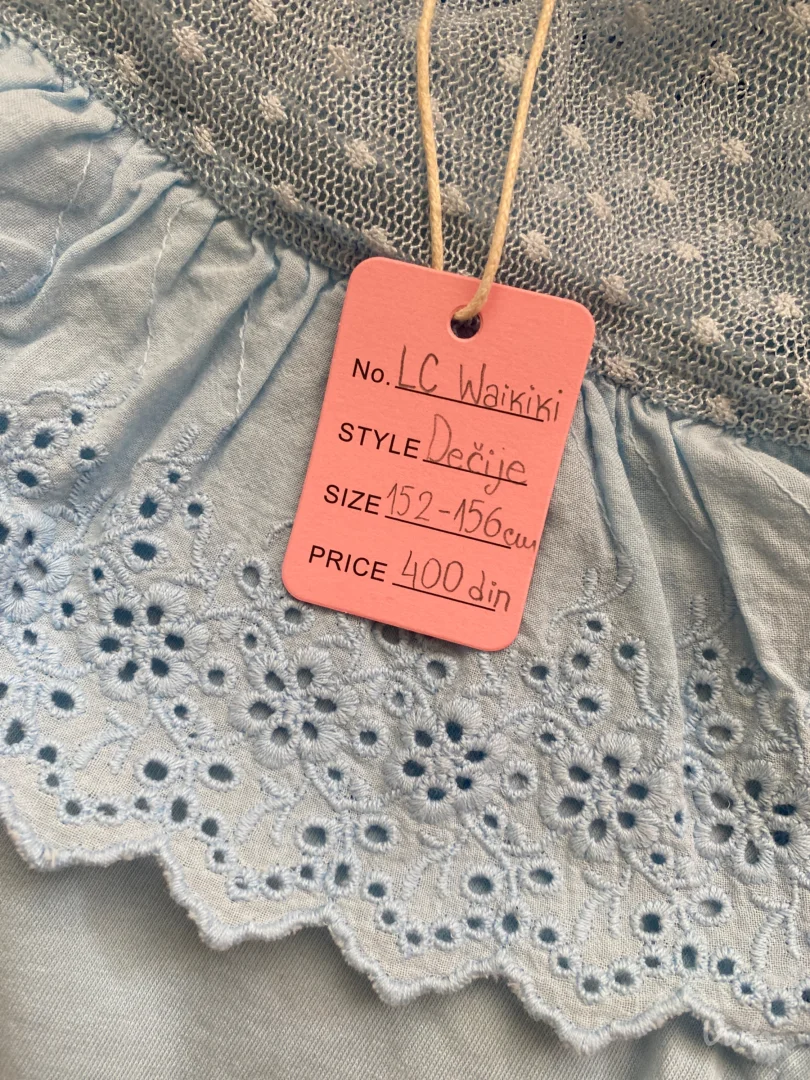 No. LC Waikiki
STYLE Dečije
SIZE 152-156cm
PRICE 400 din